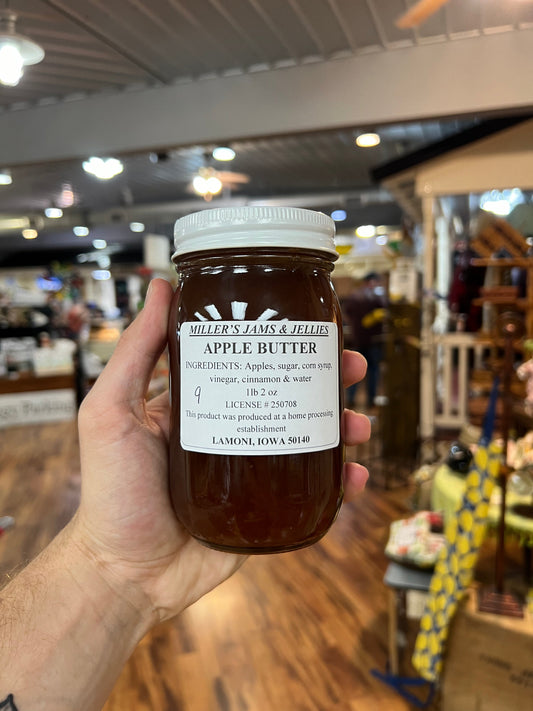 MILLER'S JAMS & JELLIES
APPLE BUTTER
INGREDIENTS: Apples, sugar, corn syrup,
vinegar, cinnamon & water
1lb 2 oz
9
LICENSE # 250708
This product was produced at a home processing
establishment
LAMONI, IOWA 50140